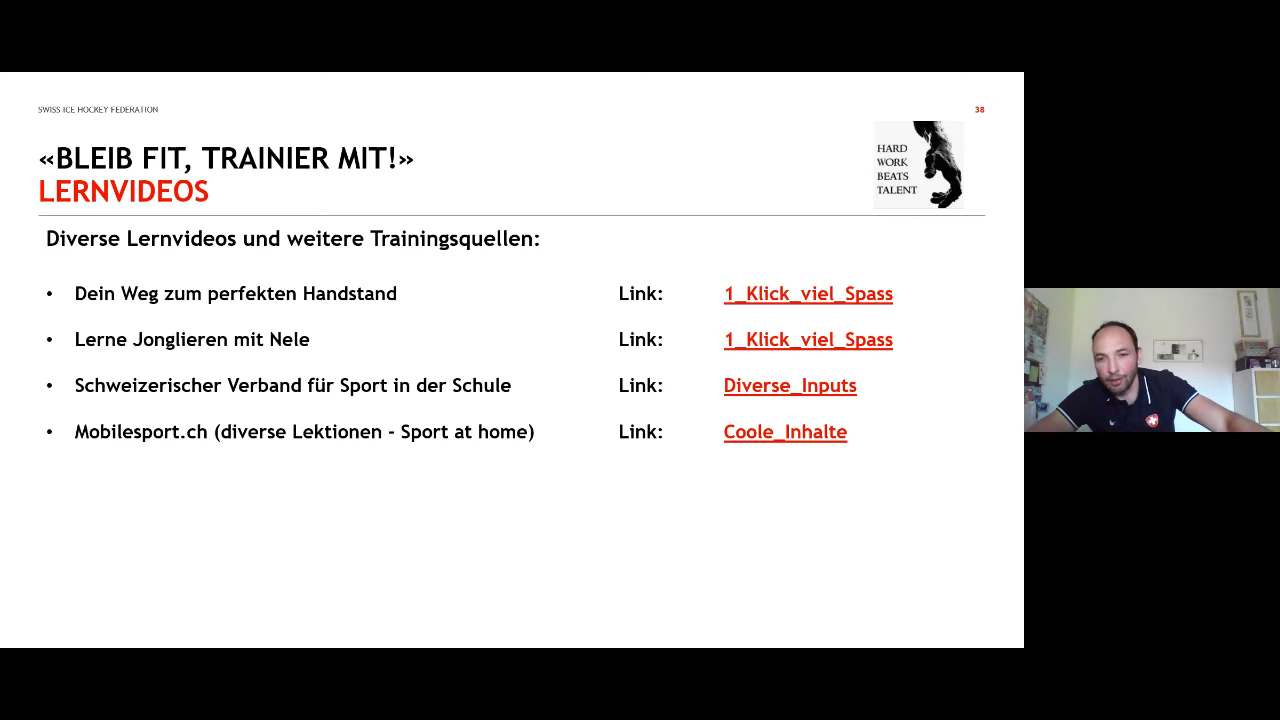 SWISS ICE HOCKEY FEDERATION
38
«BLEIB FIT, TRAINIER MIT!»
LERNVIDEOS
HARD
WORK
BEATS
TALENT
Diverse Lernvideos und weitere Trainingsquellen:
• Dein Weg zum perfekten Handstand Link: 1_Klick_viel_Spass
• Lerne Jonglieren mit Nele Link: 1_Klick_viel_Spass
• Schweizerischer Verband für Sport in der Schule Link: Diverse_Inputs
• Mobilesport.ch (diverse Lektionen - Sport at home) Link: Coole_Inhalte